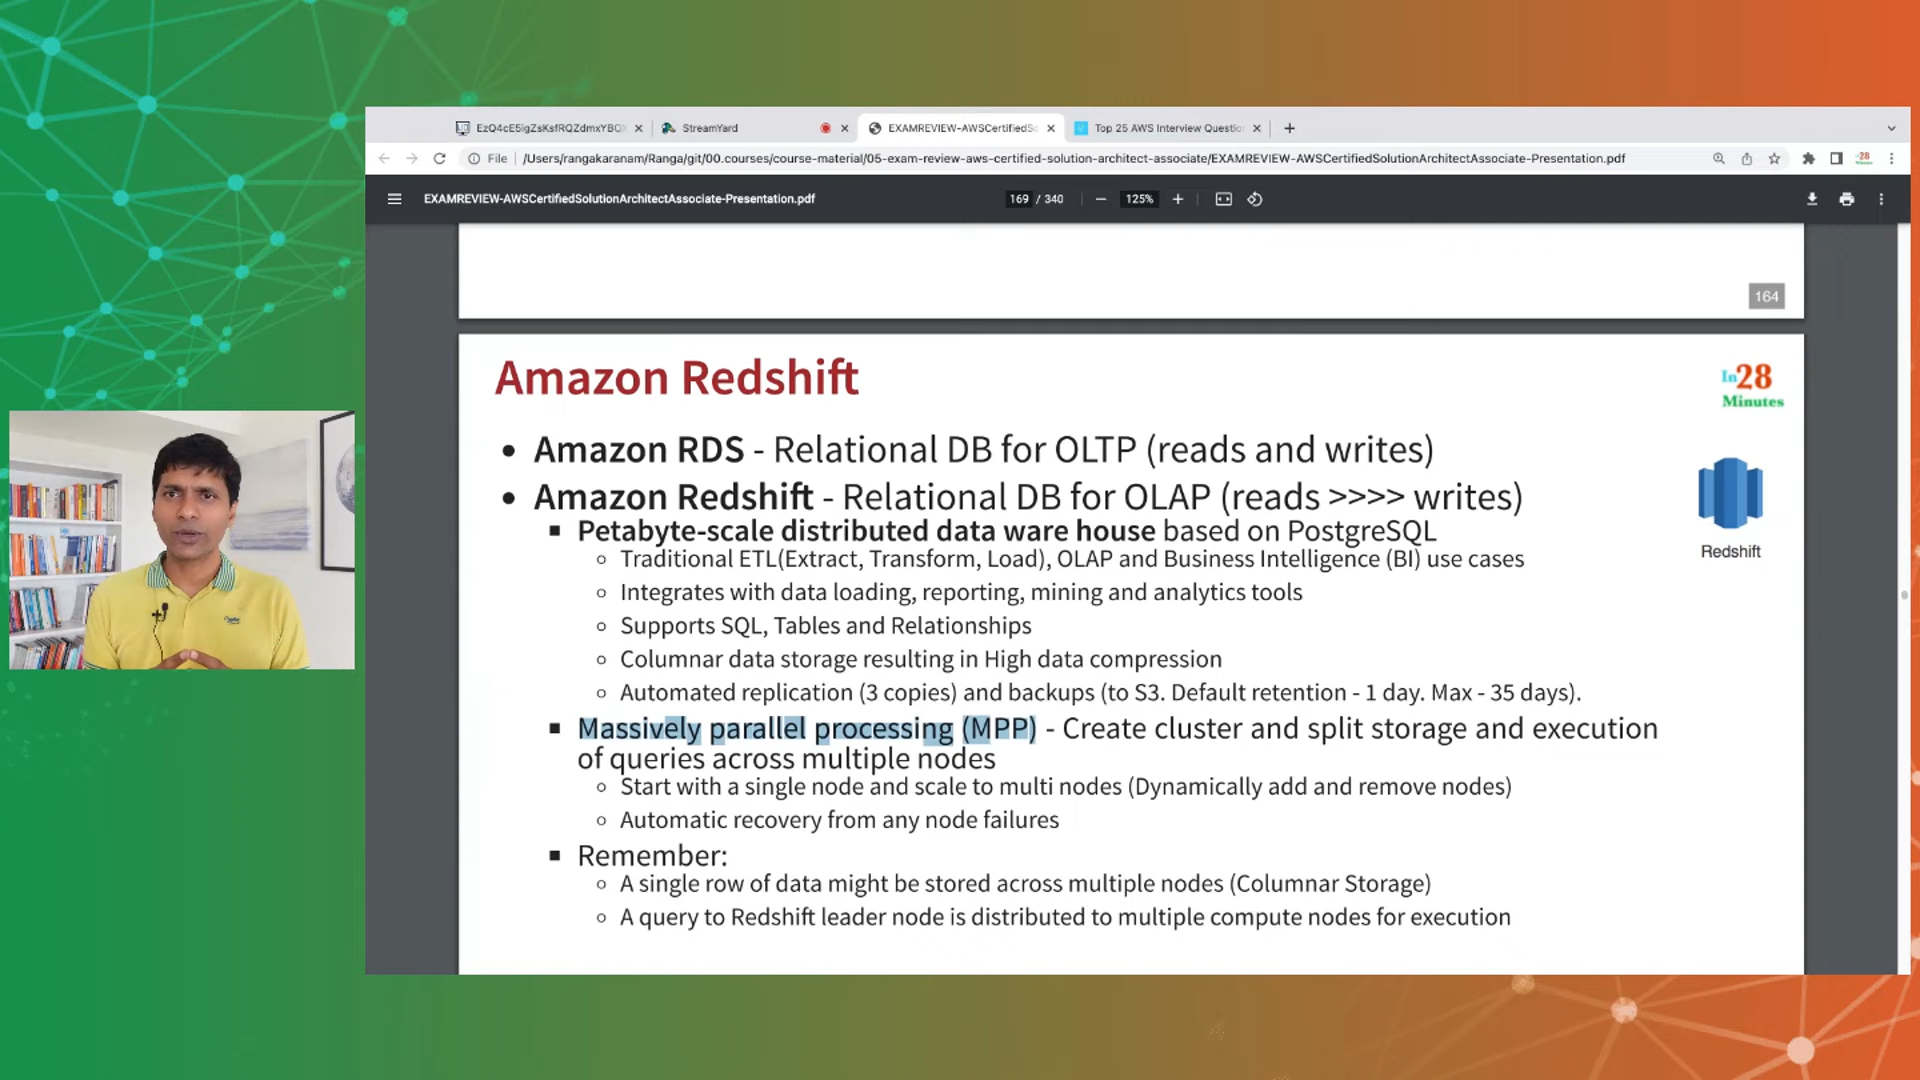 EzQ4cE5igZsKsfRQZdmxYBQX
StreamYard
EXAMREVIEW-AWSCertifiedSo
Top 25 AWS Interview Question
File
/Users/rangakaranam/Ranga/git/00.courses/course-material/05-exam-review-aws-certified-solution-architect-associate/EXAMREVIEW-AWSCertifiedSolutionArchitectAssociate-Presentation.pdf
EXAMREVIEW-AWSCertifiedSolutionArchitectAssociate-Presentation.pdf
169 / 340
125%
164
Amazon Redshift
In 28
Minutes
• Amazon RDS - Relational DB for OLTP (reads and writes)
• Amazon Redshift - Relational DB for OLAP (reads >>>> writes)
Redshift
▪ Petabyte-scale distributed data ware house based on PostgreSQL
◦ Traditional ETL(Extract, Transform, Load), OLAP and Business Intelligence (BI) use cases
◦ Integrates with data loading, reporting, mining and analytics tools
◦ Supports SQL, Tables and Relationships
◦ Columnar data storage resulting in High data compression
◦ Automated replication (3 copies) and backups (to S3. Default retention - 1 day. Max - 35 days).
▪ Massively parallel processing (MPP) - Create cluster and split storage and execution
of queries across multiple nodes
◦ Start with a single node and scale to multi nodes (Dynamically add and remove nodes)
◦ Automatic recovery from any node failures
▪ Remember:
◦ A single row of data might be stored across multiple nodes (Columnar Storage)
◦ A query to Redshift leader node is distributed to multiple compute nodes for execution